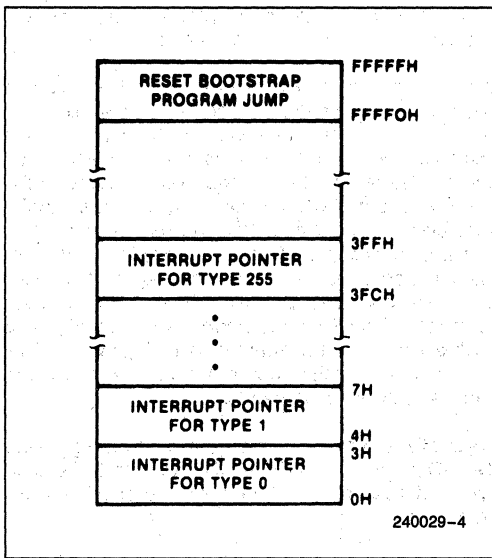 RESET BOOTSTRAP
PROGRAM JUMP
FFFFFH
FFFF0H
INTERRUPT POINTER
FOR TYPE 255
3FFH
3FCH
INTERRUPT POINTER
FOR TYPE 1
7H
4H
INTERRUPT POINTER
FOR TYPE 0
3H
0H
240029-4